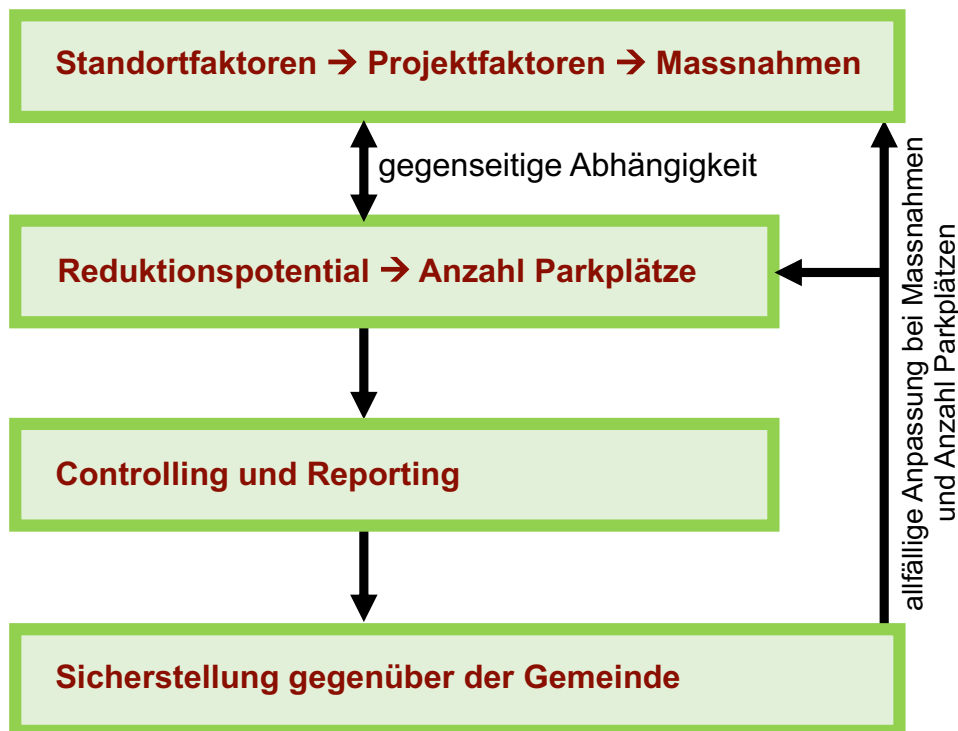 Standortfaktoren → Projektfaktoren → Massnahmen
gegenseitige Abhängigkeit
Reduktionspotential → Anzahl Parkplätze
Controlling und Reporting
Sicherstellung gegenüber der Gemeinde
allfällige Anpassung bei Massnahmen
und Anzahl Parkplätzen